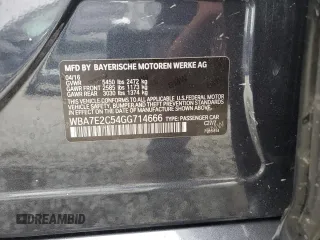 MFD BY BAYERISCHE MOTOREN WERKE AG
04/16
GVWR 5450 lbs 2472 kg
GAWR FRONT 2585 lbs 1173 kg
GAWR REAR 3030 lbs 1374 kg
THIS VEHICLE CONFORMS TO ALL APPLICABLE U.S. FEDERAL MOTOR
VEHICLE SAFETY, BUMPER, AND THEFT PREVENTION STANDARDS IN
EFFECT ON THE DATE OF MANUFACTURE SHOWN ABOVE.
WBA7E2C54GG714666 TYPE: PASSENGER CAR
DREAMBID